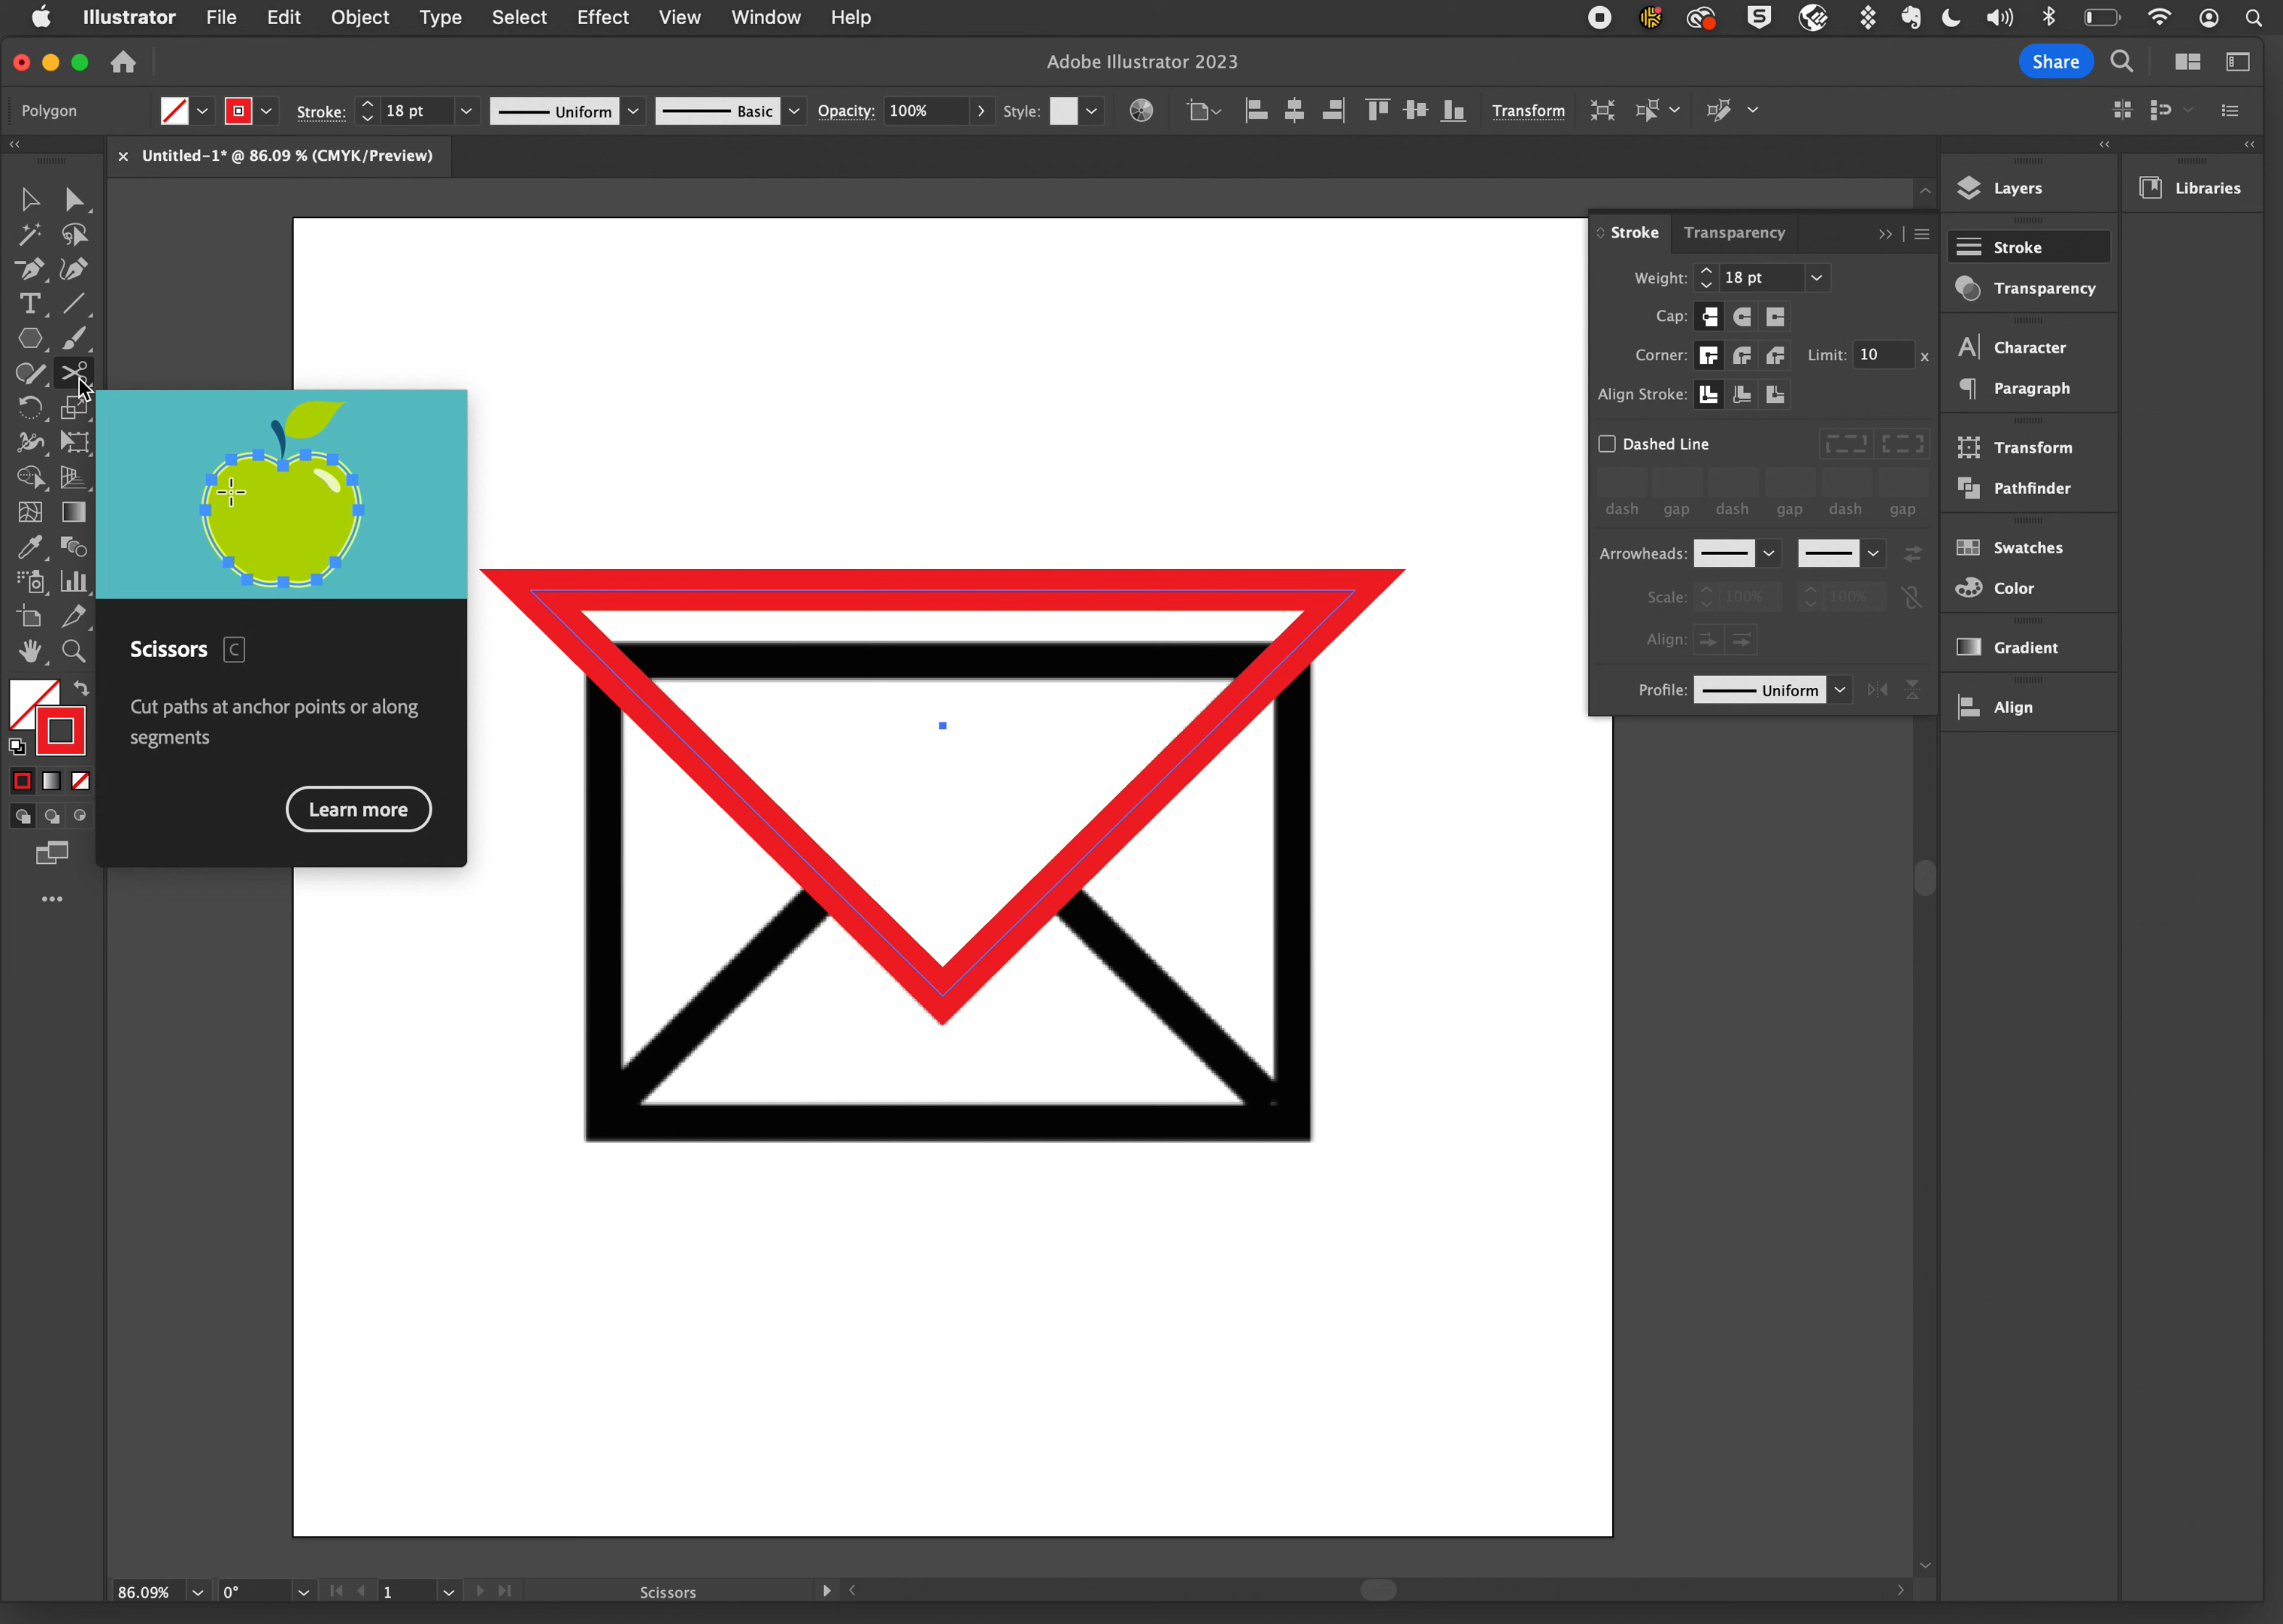 Illustrator File Edit Object Type Select Effect View Window Help
Adobe Illustrator 2023
Share
Polygon Stroke: 18 pt Uniform Basic Opacity: 100% Style: Transform
Untitled-1* @ 86.09 % (CMYK/Preview)
Layers
Libraries
Stroke Transparency
Weight: 18 pt
Cap:
Corner: Limit: 10 x
Align Stroke:
Dashed Line
dash gap dash gap dash gap
Arrowheads:
Scale: 100% 100%
Align:
Profile: Uniform
Stroke
Transparency
Character
Paragraph
Transform
Pathfinder
Swatches
Color
Gradient
Align
Scissors C
Cut paths at anchor points or along
segments
Learn more
86.09% 0° 1 Scissors